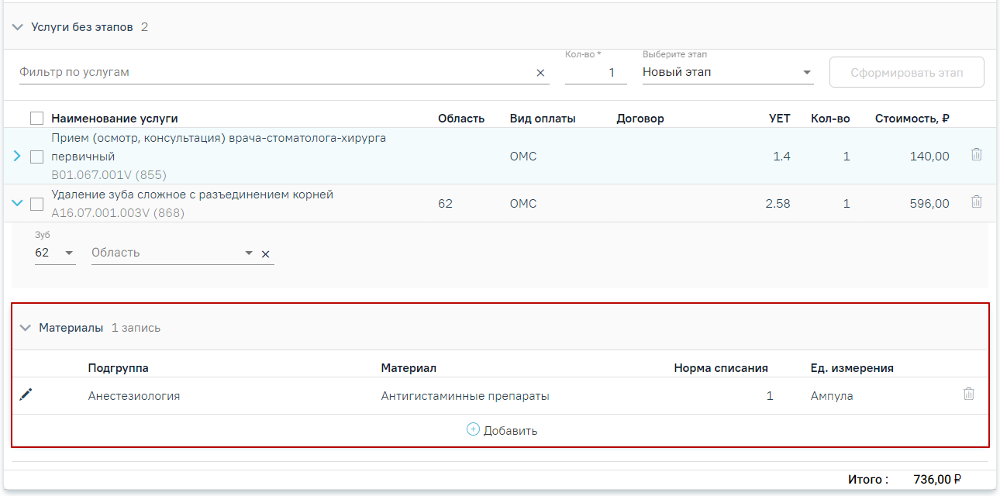 Услуги без этапов 2
Кол-во * Выберите этап
Фильтр по услугам 1 Новый этап Сформировать этап
Наименование услуги Область Вид оплаты Договор УЕТ Кол-во Стоимость, ₽
Прием (осмотр, консультация) врача-стоматолога-хирурга
первичный ОМС 1.4 1 140,00
B01.067.001V (855)
Удаление зуба сложное с разъединением корней
62 ОМС 2.58 1 596,00
A16.07.001.003V (868)
Зуб
62 Область
Материалы 1 запись
Подгруппа Материал Норма списания Ед. измерения
Анестезиология Антигистаминные препараты 1 Ампула
Добавить
Итого : 736,00 ₽